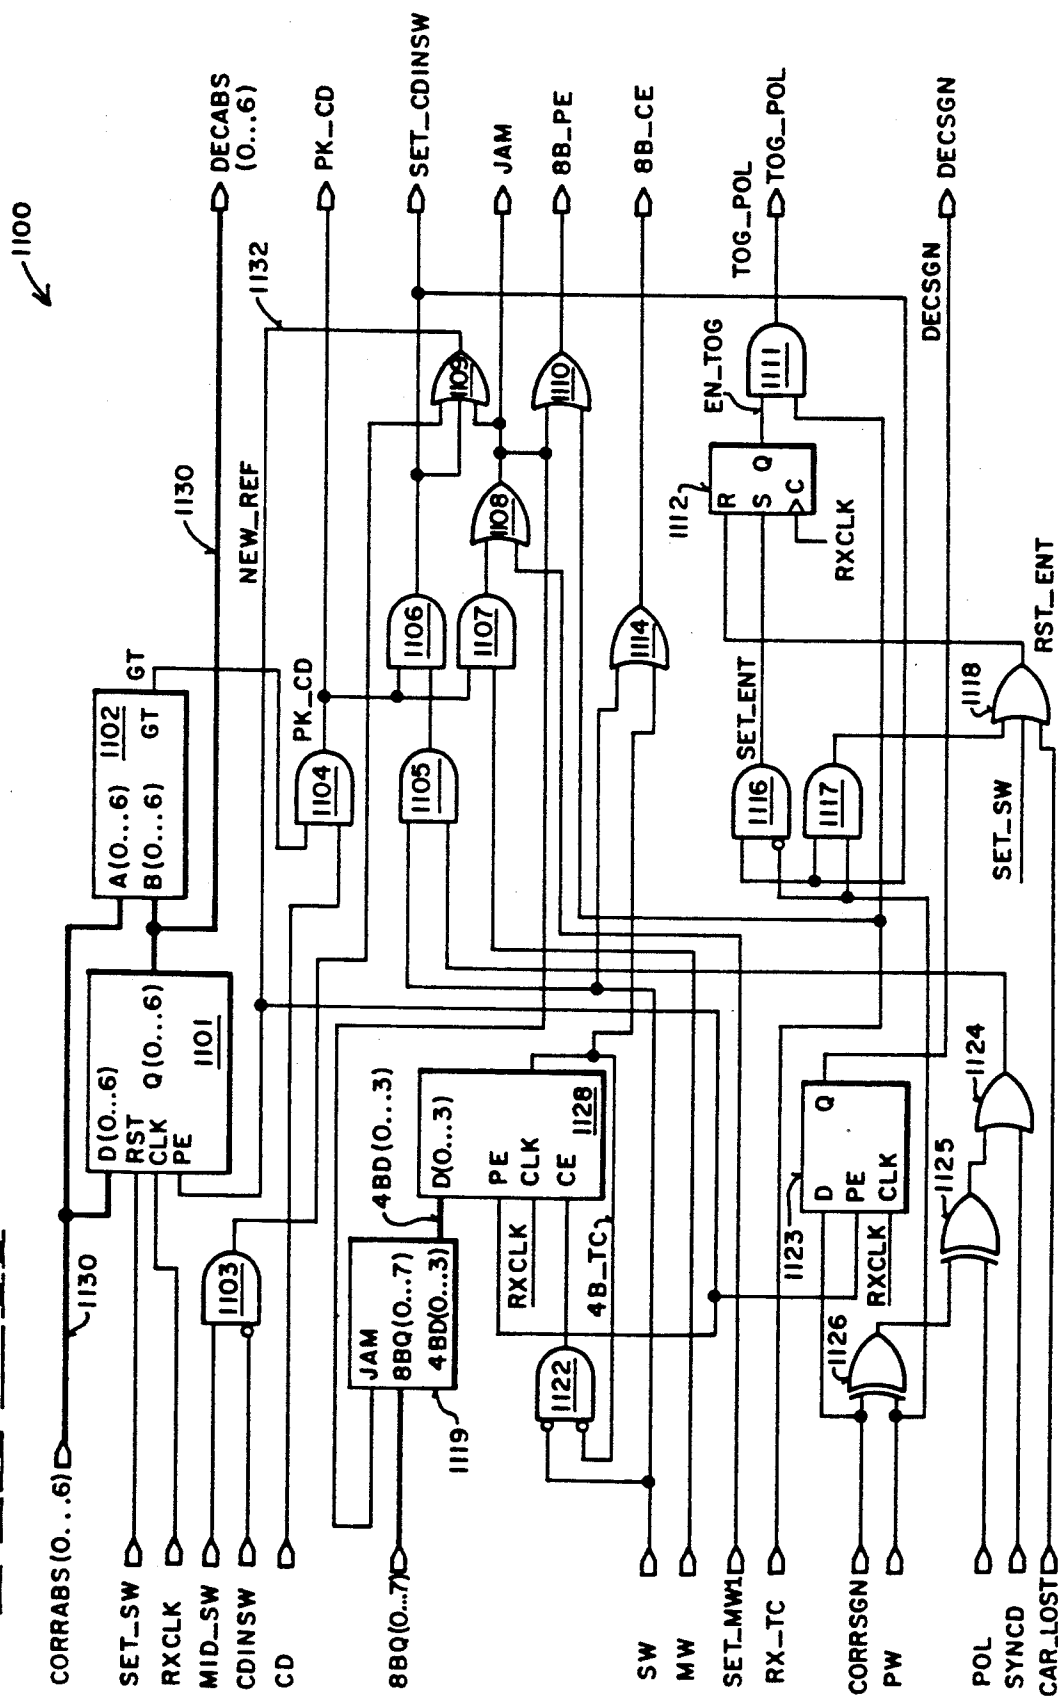 1100
CORRABS(0...6)
1130
SET_SW
RXCLK
MID_SW
CDINSW
CD
8BQ(0...7)
SW
MW
SET_MW1
RX_TC
CORRSGN
PW
POL
SYNCD
CAR_LOST
D(0...6)
RST
CLK
PE
Q(0...6)
1101
A(0...6)
B(0...6)
1102
GT
GT
1130
NEW_REF
1132
1103
PK_CD
1104
1105
1106
1107
1108
1109
1110
JAM
8BQ(0...7)
4BD(0...3)
1119
4BD(0...3)
D(0...3)
PE
CLK
CE
1128
RXCLK
4B_TC
1122
1114
SET_ENT
1116
1117
1112
R
S
C
Q
RXCLK
EN_TOG
1111
TOG_POL
1118
SET_SW
RST_ENT
1123
D
PE
CLK
Q
RXCLK
1126
1125
1124
DECSGN
DECABS
(0...6)
PK_CD
SET_CDINSW
JAM
8B_PE
8B_CE
TOG_POL
DECSGN